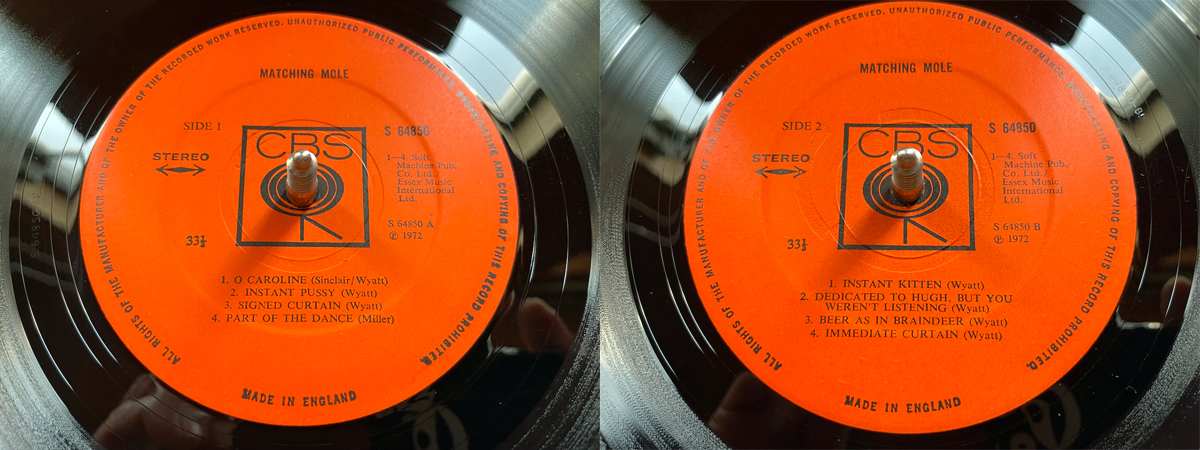 ALL RIGHTS OF THE MANUFACTURER AND OF THE OWNER OF THE RECORDED WORK RESERVED. UNAUTHORIZED PUBLIC PERFORMANCE, BROADCASTING AND COPYING OF THIS RECORD PROHIBITED.
MATCHING MOLE
SIDE 1
S 64850
CBS
STEREO
1—4. Soft
Machine Pub.
Co. Ltd./
Essex Music
International
Ltd.
S 64850 A
℗ 1972
33⅓
1. O CAROLINE (Sinclair/Wyatt)
2. INSTANT PUSSY (Wyatt)
3. SIGNED CURTAIN (Wyatt)
4. PART OF THE DANCE (Miller)
MADE IN ENGLAND
ALL RIGHTS OF THE MANUFACTURER AND OF THE OWNER OF THE RECORDED WORK RESERVED. UNAUTHORIZED PUBLIC PERFORMANCE, BROADCASTING AND COPYING OF THIS RECORD PROHIBITED.
MATCHING MOLE
SIDE 2
S 64850
CBS
STEREO
1—4. Soft
Machine Pub.
Co. Ltd./
Essex Music
International
Ltd.
S 64850 B
℗ 1972
33⅓
1. INSTANT KITTEN (Wyatt)
2. DEDICATED TO HUGH, BUT YOU
WEREN'T LISTENING (Wyatt)
3. BEER AS IN BRAINDEER (Wyatt)
4. IMMEDIATE CURTAIN (Wyatt)
MADE IN ENGLAND